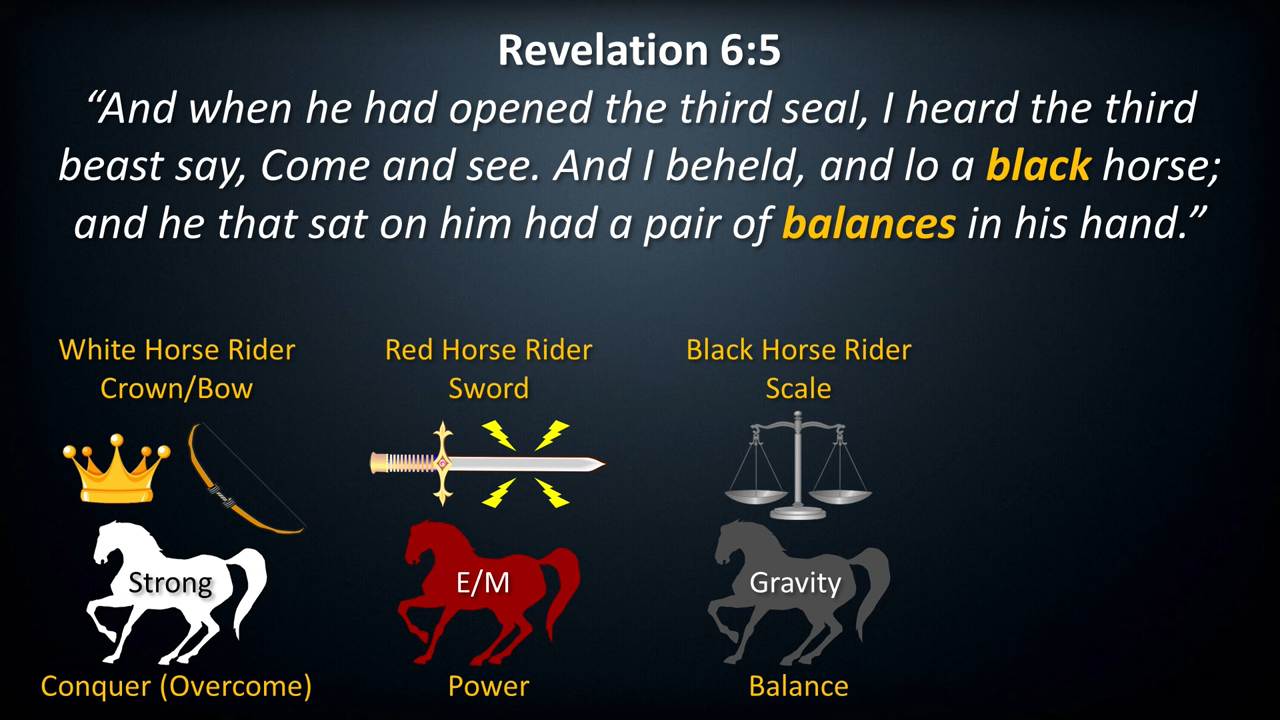 Revelation 6:5
“And when he had opened the third seal, I heard the third
beast say, Come and see. And I beheld, and lo a black horse;
and he that sat on him had a pair of balances in his hand.”
White Horse Rider
Crown/Bow
Red Horse Rider
Sword
Black Horse Rider
Scale
Strong
E/M
Gravity
Conquer (Overcome)
Power
Balance